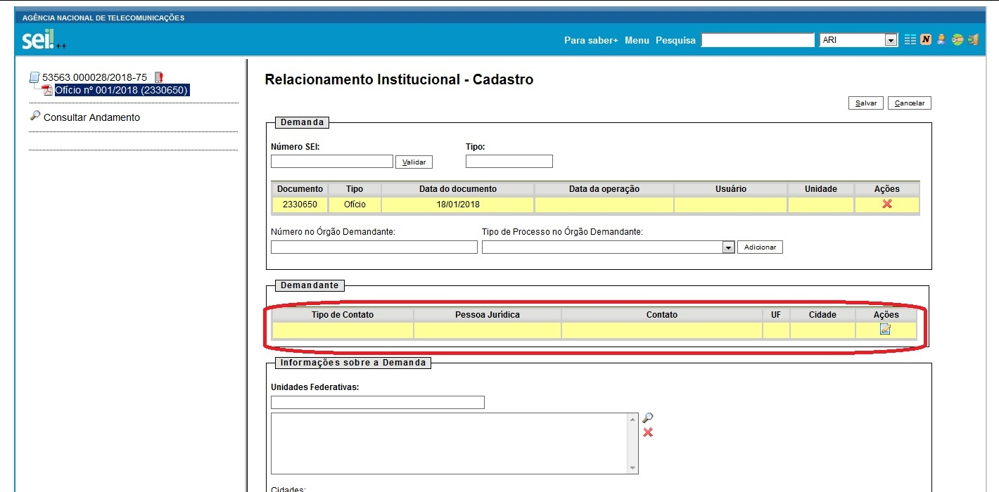 AGÊNCIA NACIONAL DE TELECOMUNICAÇÕES
sei! ++
Para saber+ Menu Pesquisa ARI N
53563.000028/2018-75
Ofício nº 001/2018 (2330650)
Consultar Andamento
Relacionamento Institucional - Cadastro
Salvar Cancelar
Demanda
Número SEI: Tipo:
Validar
Documento Tipo Data do documento Data da operação Usuário Unidade Ações
2330650 Ofício 18/01/2018
Número no Órgão Demandante: Tipo de Processo no Órgão Demandante:
Adicionar
Demandante
Tipo de Contato Pessoa Jurídica Contato UF Cidade Ações
Informações sobre a Demanda
Unidades Federativas:
Cidades: